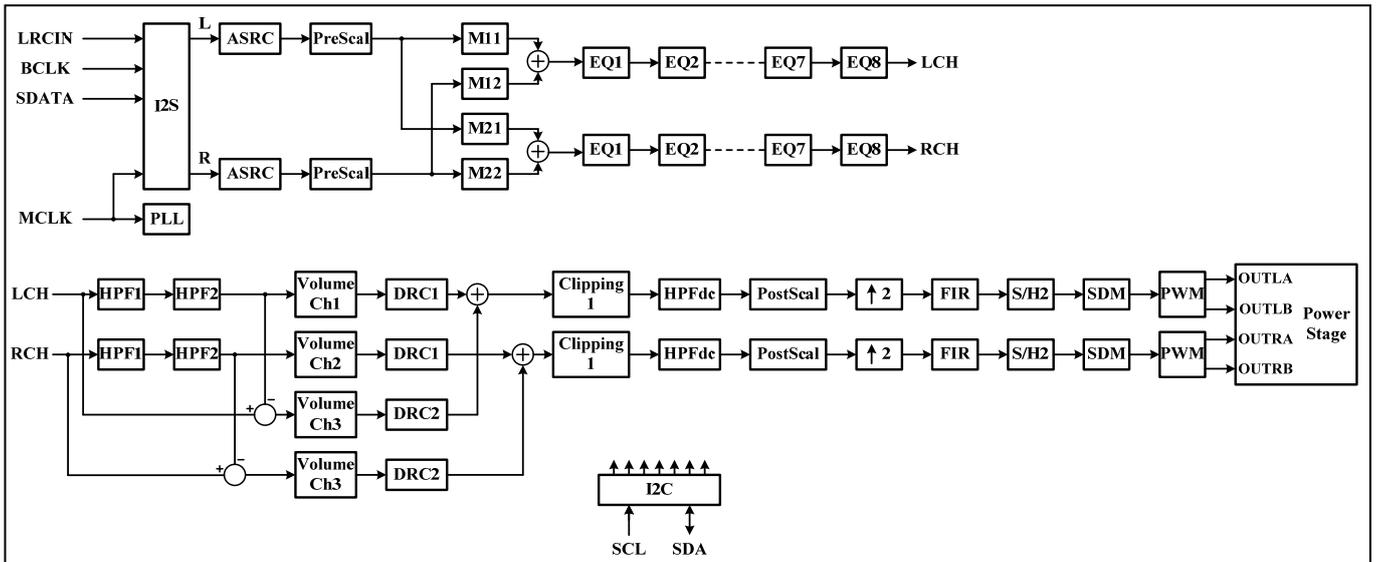 LRCIN
BCLK
SDATA
MCLK
I2S
PLL
L
ASRC
PreScal
M11
M12
+
EQ1
EQ2
EQ7
EQ8
LCH
R
ASRC
PreScal
M21
M22
+
EQ1
EQ2
EQ7
EQ8
RCH
LCH
HPF1
HPF2
Volume
Ch1
DRC1
+
Clipping
1
HPFdc
PostScal
↑ 2
FIR
S/H2
SDM
PWM
OUTLA
OUTLB
RCH
HPF1
HPF2
Volume
Ch2
DRC1
+
Clipping
1
HPFdc
PostScal
↑ 2
FIR
S/H2
SDM
PWM
OUTRA
OUTRB
Power
Stage
+
−
Volume
Ch3
DRC2
+
−
Volume
Ch3
DRC2
I2C
SCL
SDA